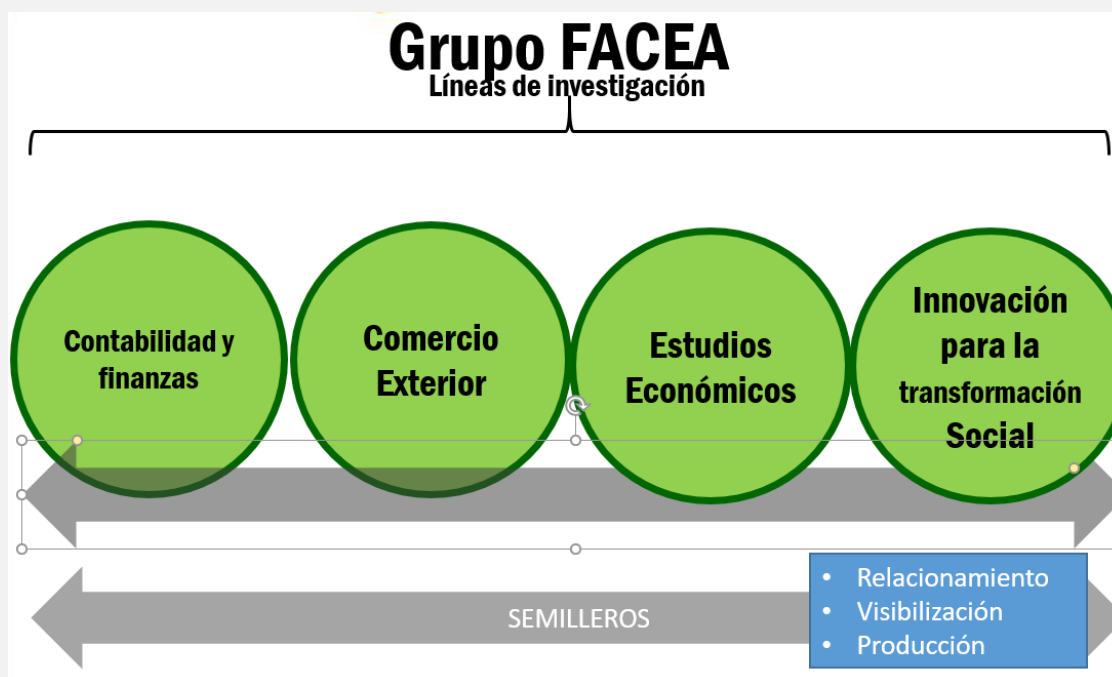 Grupo FACEA
Líneas de investigación
Contabilidad y
finanzas
Comercio
Exterior
Estudios
Económicos
Innovación
para la
transformación
Social
SEMILLEROS
• Relacionamiento
• Visibilización
• Producción